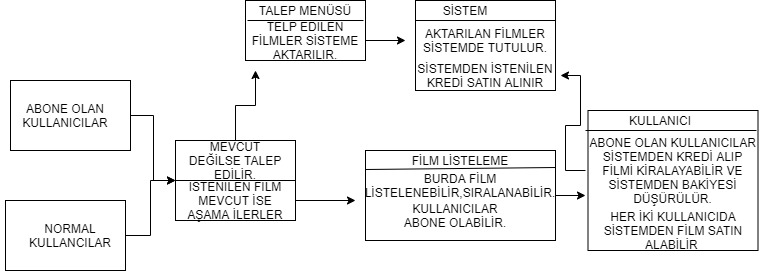 TALEP MENÜSÜ
TELP EDILEN
FİLMLER SİSTEME
AKTARILIR.
SİSTEM
AKTARILAN FİLMLER
SİSTEMDE TUTULUR.
SİSTEMDEN İSTENİLEN
KREDİ SATIN ALINIR
ABONE OLAN
KULLANICILAR
NORMAL
KULLANCILAR
MEVCUT
DEĞİLSE TALEP
EDİLİR.
İSTENİLEN FILM
MEVCUT İSE
AŞAMA İLERLER
FİLM LİSTELEME
BURDA FİLM
LİSTELENEBİLİR,SIRALANABİLİR.
KULLANICILAR
ABONE OLABİLİR.
KULLANICI
ABONE OLAN KULLANICILAR
SİSTEMDEN KREDİ ALIP
FİLMİ KİRALAYABİLİR VE
SİSTEMDEN BAKİYESİ
DÜŞÜRÜLÜR.
HER İKİ KULLANICIDA
SİSTEMDEN FİLM SATIN
ALABİLİR